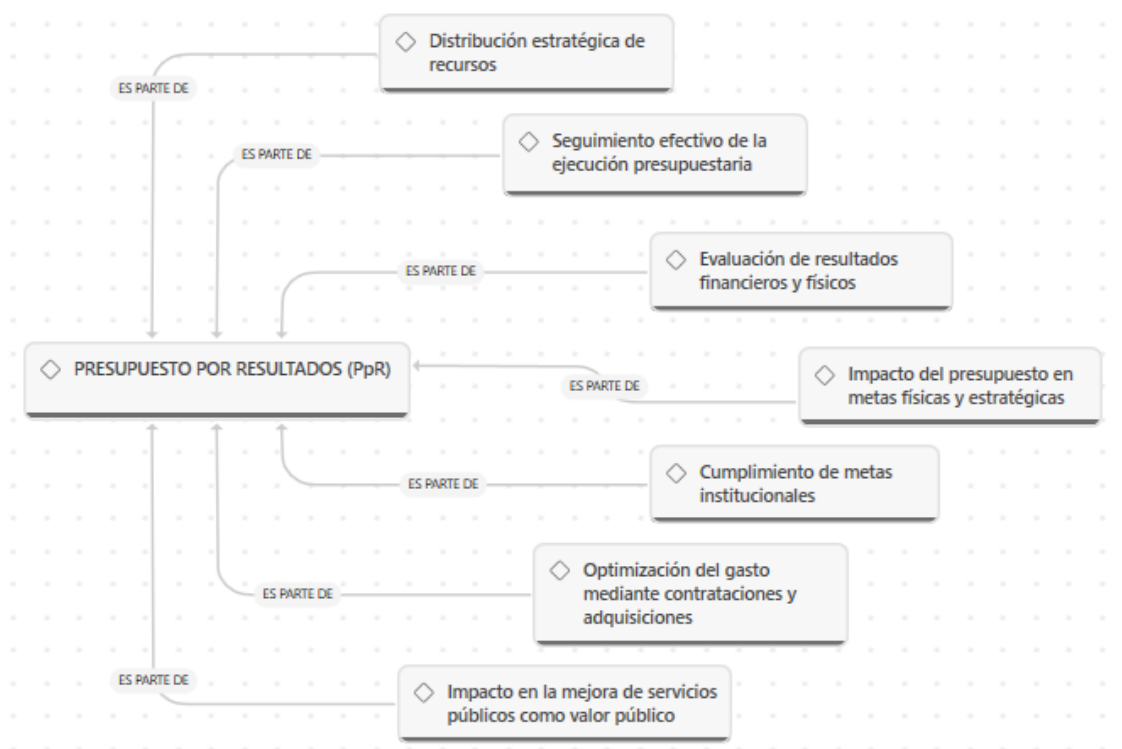 Distribución estratégica de
recursos
ES PARTE DE
Seguimiento efectivo de la
ejecución presupuestaria
ES PARTE DE
Evaluación de resultados
financieros y físicos
ES PARTE DE
PRESUPUESTO POR RESULTADOS (PpR)
Impacto del presupuesto en
metas físicas y estratégicas
ES PARTE DE
Cumplimiento de metas
institucionales
ES PARTE DE
Optimización del gasto
mediante contrataciones y
adquisiciones
ES PARTE DE
ES PARTE DE
Impacto en la mejora de servicios
públicos como valor público